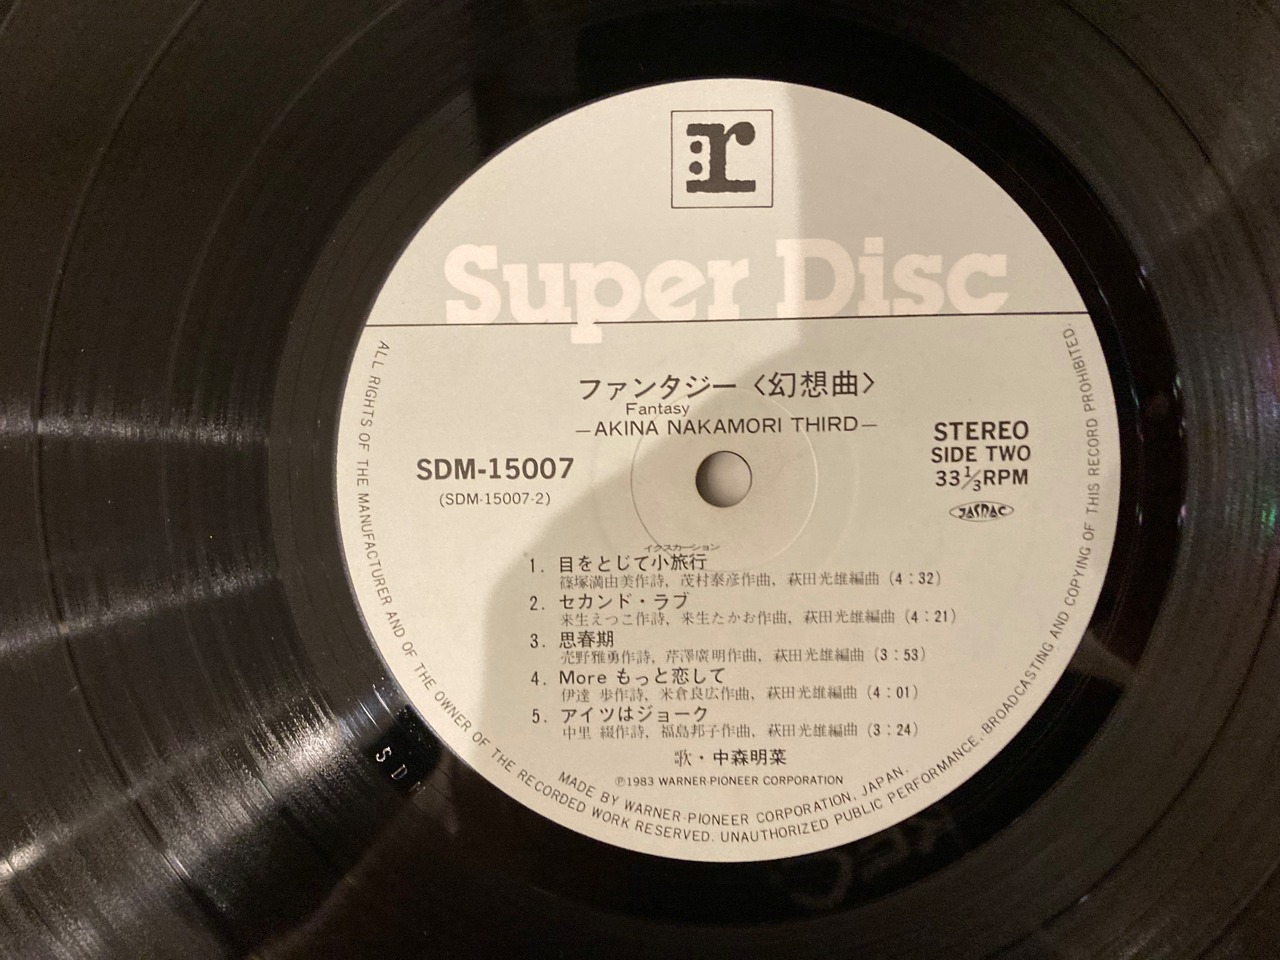 r
Super Disc
ファンタジー〈幻想曲〉
Fantasy
—AKINA NAKAMORI THIRD—
SDM-15007
(SDM-15007-2)
STEREO
SIDE TWO
33 1/3 RPM
JASRAC
イクスカーション
1. 目をとじて小旅行
篠塚満由美作詩、茂村泰彦作曲、萩田光雄編曲 (4:32)
2. セカンド・ラブ
来生えつこ作詩、来生たかお作曲、萩田光雄編曲 (4:21)
3. 思春期
売野雅勇作詩、芹澤廣明作曲、萩田光雄編曲 (3:53)
4. More もっと恋して
伊達 歩作詩、米倉良広作曲、萩田光雄編曲 (4:01)
5. アイツはジョーク
中里 綴作詩、福島邦子作曲、萩田光雄編曲 (3:24)
歌・中森明菜
Ⓟ1983 WARNER-PIONEER CORPORATION
MADE BY WARNER-PIONEER CORPORATION, JAPAN.
ALL RIGHTS OF THE MANUFACTURER AND OF THE OWNER OF THE RECORDED WORK RESERVED. UNAUTHORIZED PUBLIC PERFORMANCE, BROADCASTING AND COPYING OF THIS RECORD PROHIBITED.
SD